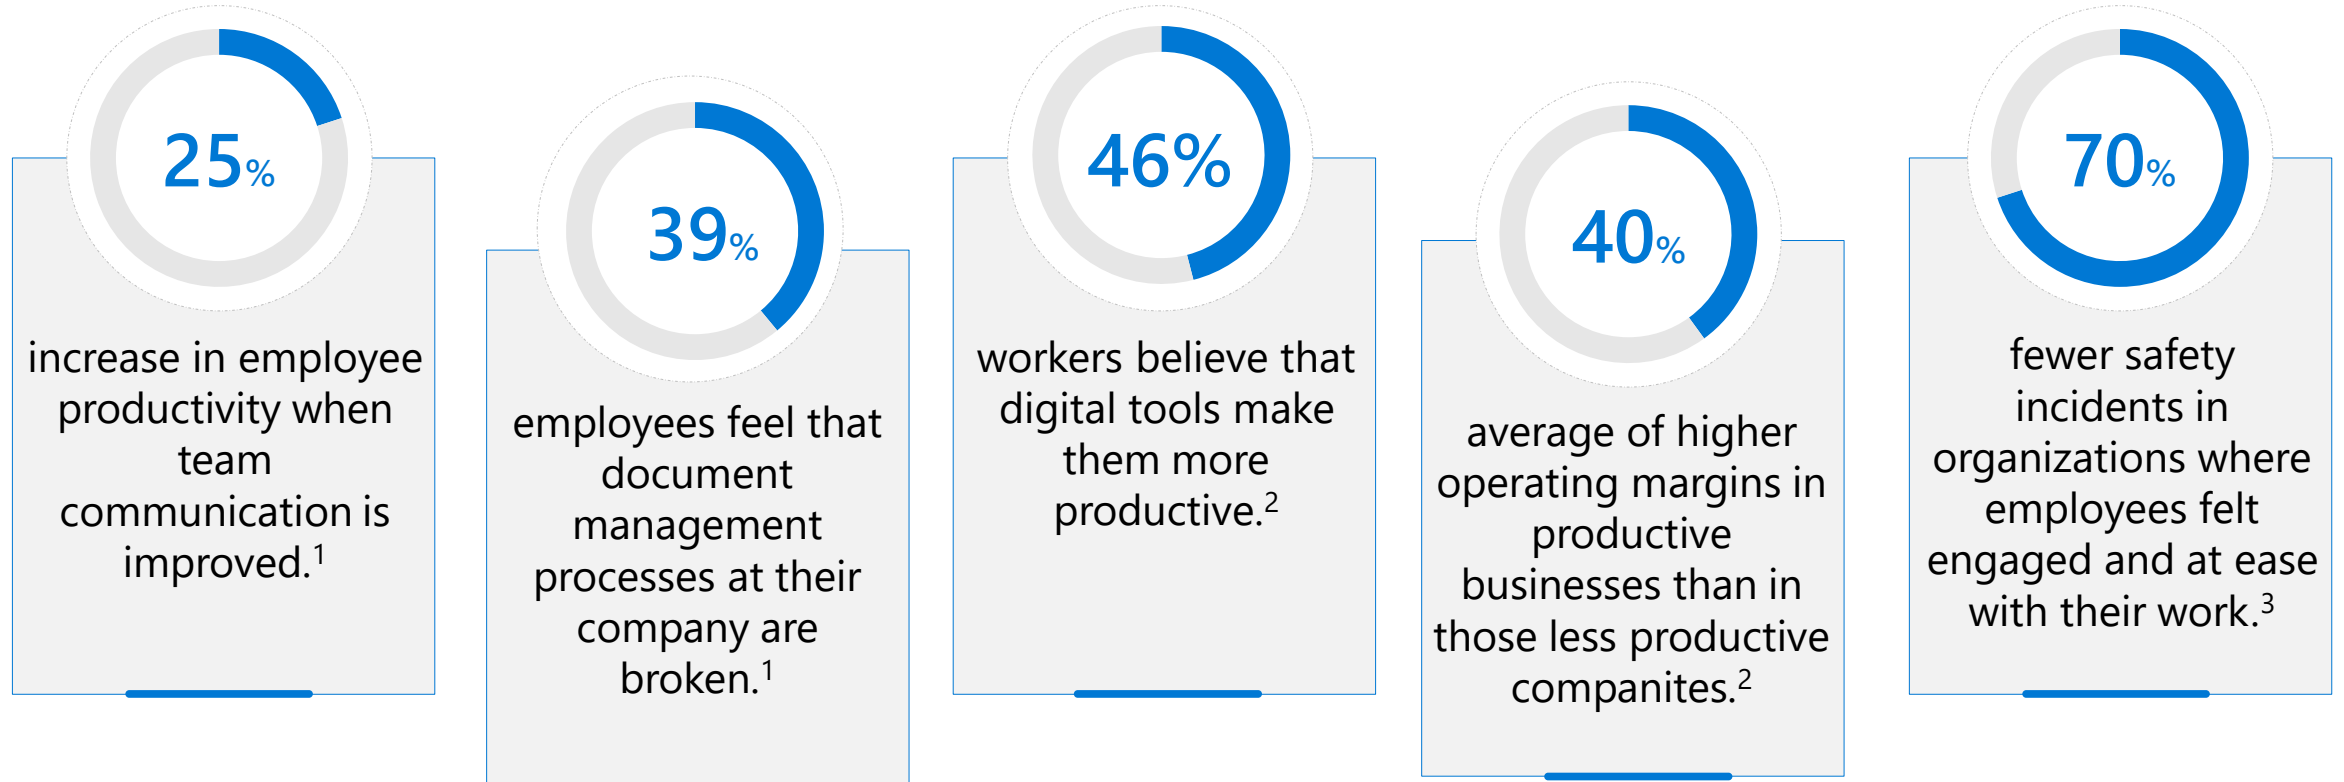 25%
increase in employee
productivity when
team
communication is
improved.1
39%
employees feel that
document
management
processes at their
company are
broken.1
46%
workers believe that
digital tools make
them more
productive.2
40%
average of higher
operating margins in
productive
businesses than in
those less productive
companites.2
70%
fewer safety
incidents in
organizations where
employees felt
engaged and at ease
with their work.3